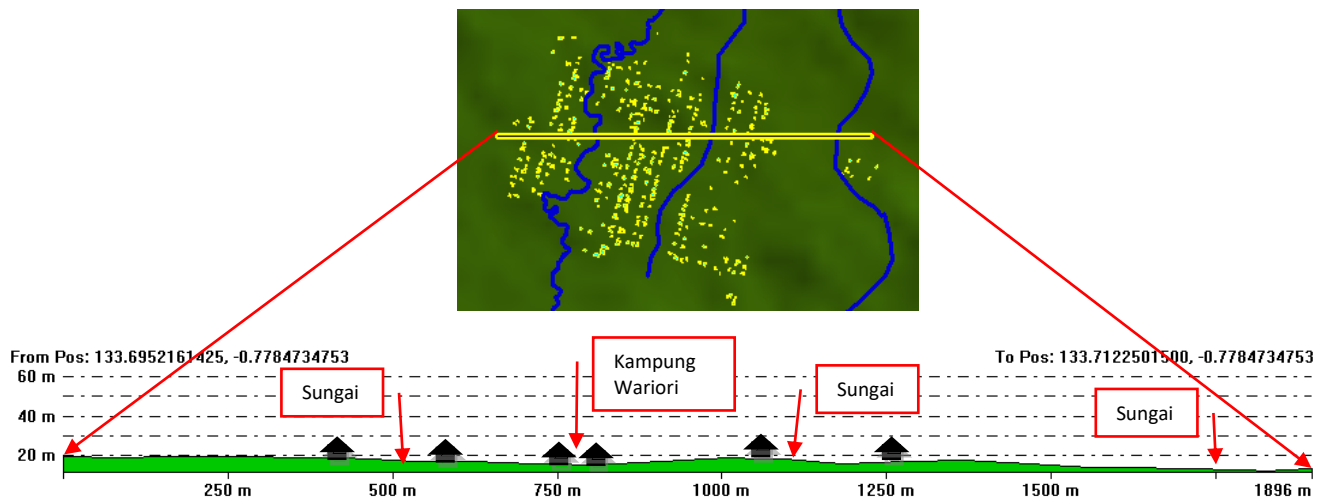 From Pos: 133.6952161425, -0.7784734753
To Pos: 133.7122501500, -0.7784734753
60 m
40 m
20 m
Sungai
Kampung
Wariori
Sungai
Sungai
250 m
500 m
750 m
1000 m
1250 m
1500 m
1896 m